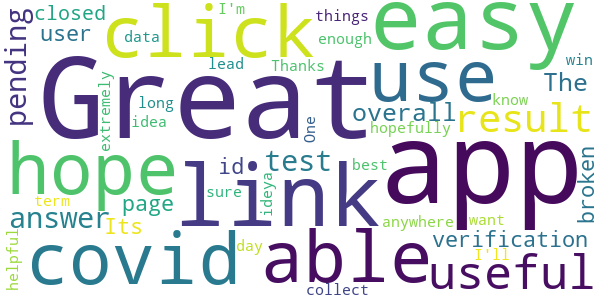 I'm
closed
click
easy
things
user
data
enough
pending
Great
lead
Thanks
use
win
The
extremely
long
idea
One
overall
know
hopefully
result
hope
link
id
test
best
app
broken
sure
ideya
term
page
answer
Its
anywhere
want
covid
day
able
verification
I'll
useful
helpful
collect